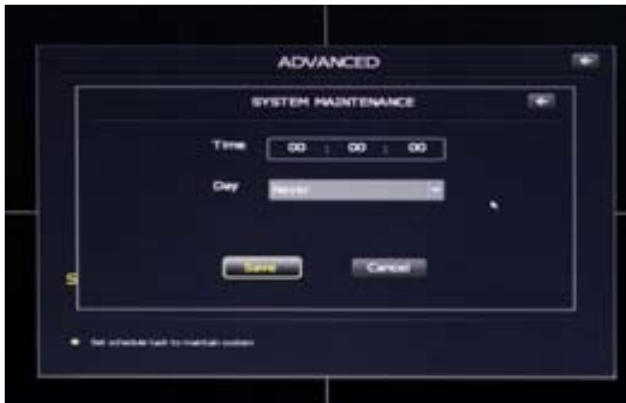 ADVANCED
SYSTEM MAINTENANCE
Time 00 : 00 : 00
Day Never
Save Cancel
S
Set schedule task to maintain system